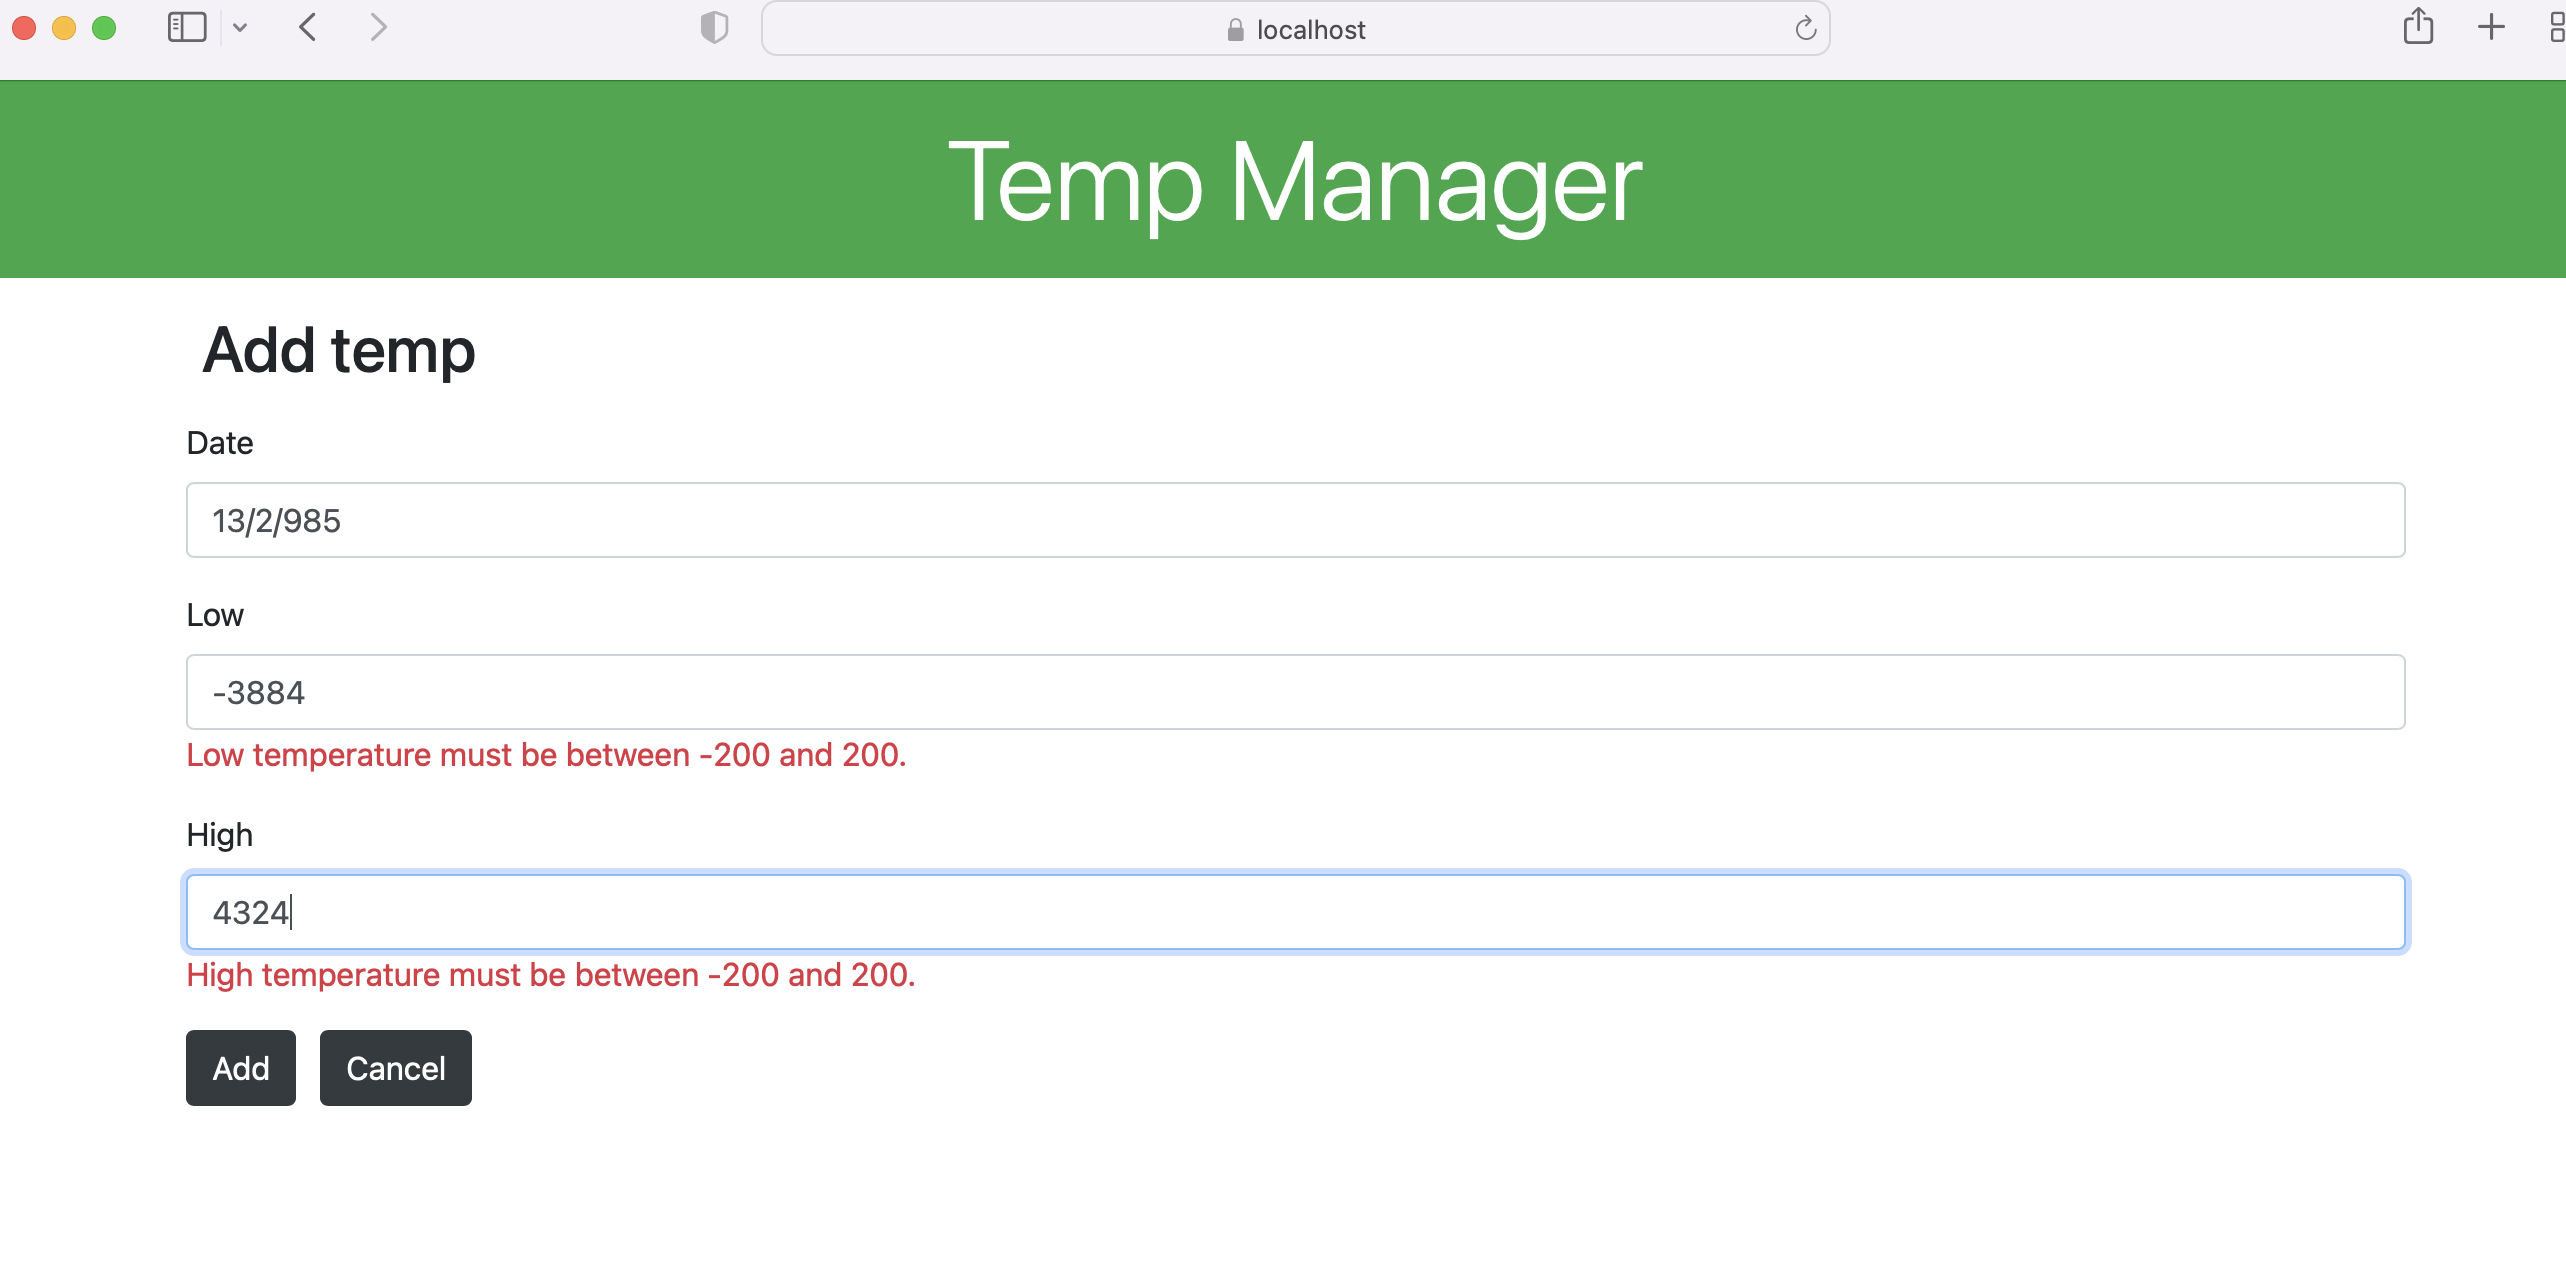 localhost
Temp Manager
Add temp
Date
13/2/985
Low
-3884
Low temperature must be between -200 and 200.
High
4324
High temperature must be between -200 and 200.
Add Cancel